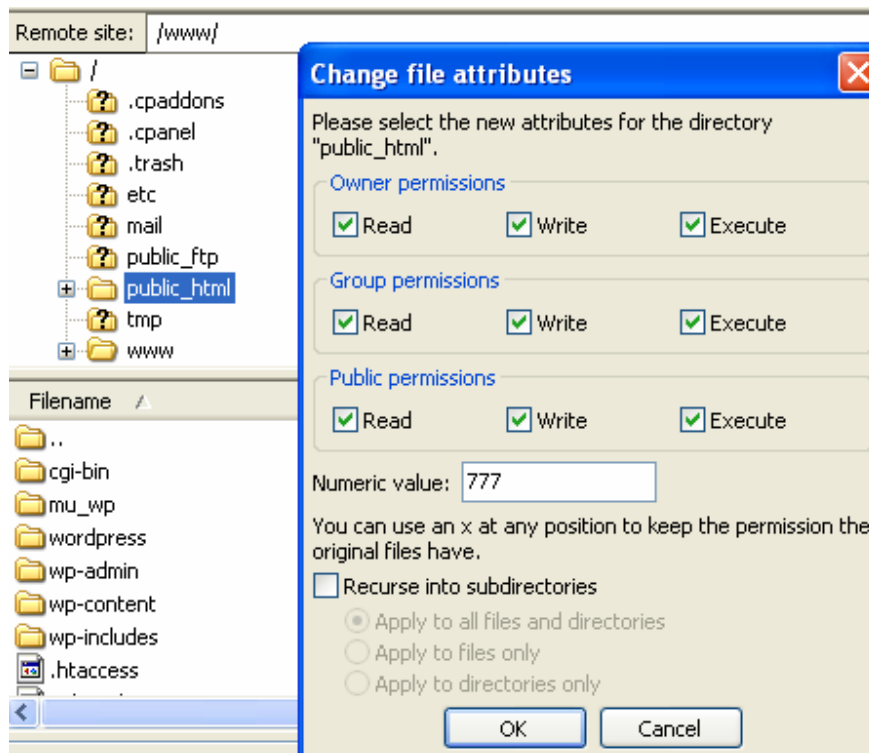 Remote site: /www/
/
.cpaddons
.cpanel
.trash
etc
mail
public_ftp
public_html
tmp
www
Filename
..
cgi-bin
mu_wp
wordpress
wp-admin
wp-content
wp-includes
.htaccess
Change file attributes
Please select the new attributes for the directory
"public_html".
Owner permissions
Read Write Execute
Group permissions
Read Write Execute
Public permissions
Read Write Execute
Numeric value: 777
You can use an x at any position to keep the permission the
original files have.
Recurse into subdirectories
Apply to all files and directories
Apply to files only
Apply to directories only
OK Cancel